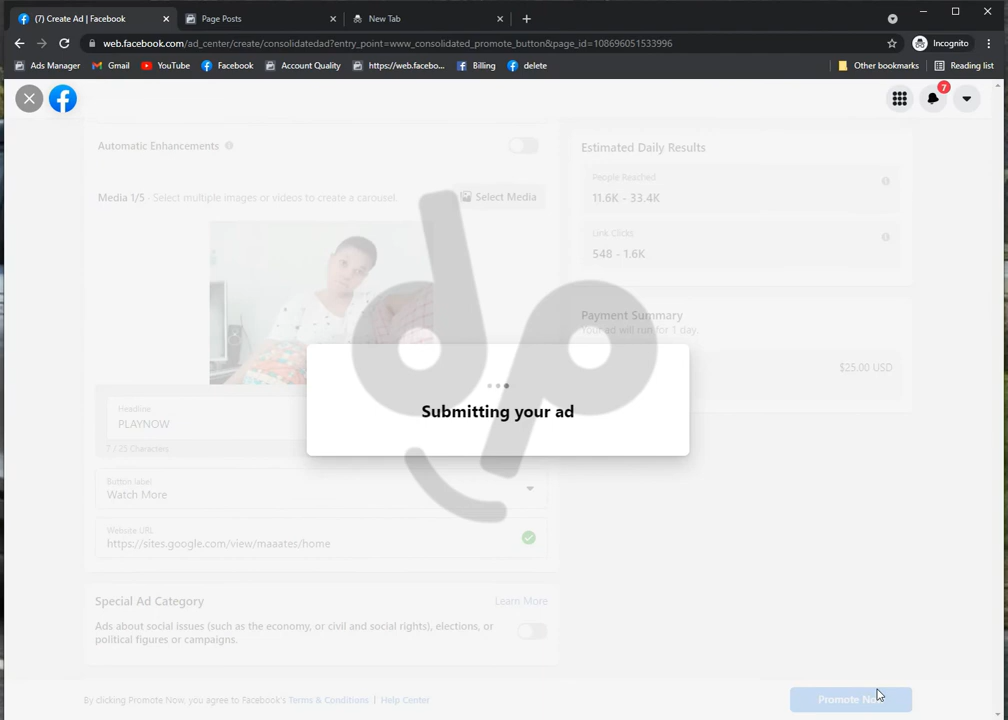 (7) Create Ad | Facebook
Page Posts
New Tab
web.facebook.com/ad_center/create/consolidatedad?entry_point=www_consolidated_promote_button&page_id=108696051533996
Incognito
Ads Manager
Gmail
YouTube
Facebook
Account Quality
https://web.facebo...
Billing
delete
Other bookmarks
Reading list
7
Automatic Enhancements
Media 1/5 · Select multiple images or videos to create a carousel.
Select Media
Headline
PLAYNOW
7 / 25 Characters
Button label
Watch More
Website URL
https://sites.google.com/view/maaates/home
Special Ad Category
Learn More
Ads about social issues (such as the economy, or civil and social rights), elections, or
political figures or campaigns.
Estimated Daily Results
People Reached
11.6K - 33.4K
Link Clicks
548 - 1.6K
Payment Summary
Your ad will run for 1 day.
$25.00 USD
dp
Submitting your ad
By clicking Promote Now, you agree to Facebook's Terms & Conditions | Help Center
Promote Now